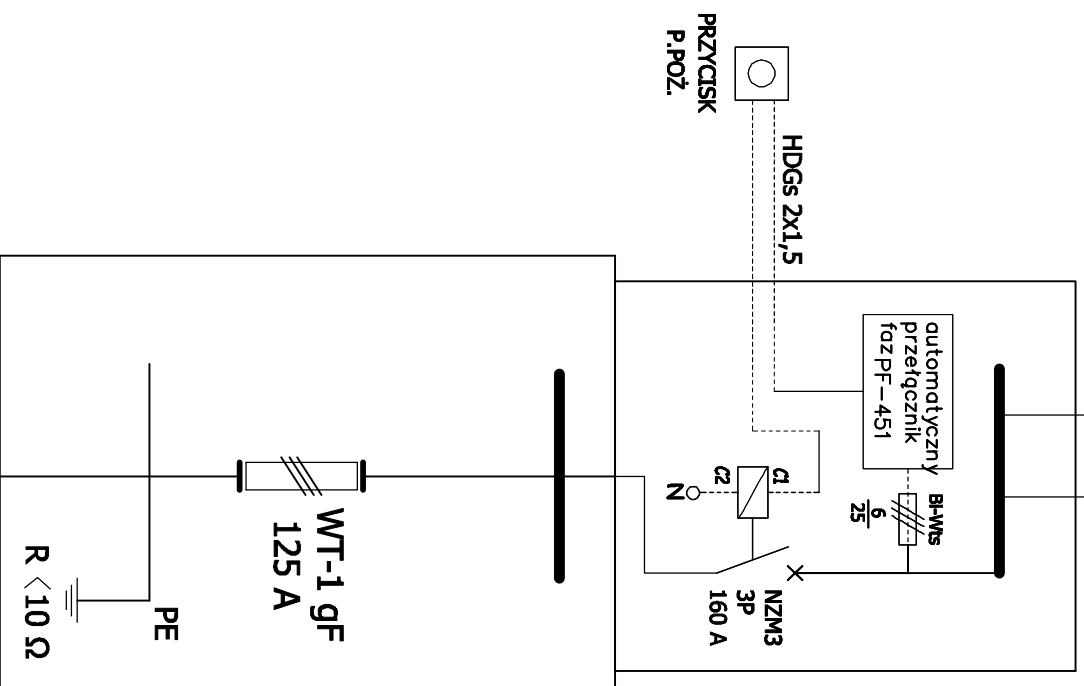 PRZYCISK
P.POŻ.
HDGs 2x1,5
automatyczny
przełącznik
faz PF-451
Bi-Wts
6
25
C1
C2
N
NZM3
3P
160 A
WT-1 gF
125 A
PE
R <10 Ω